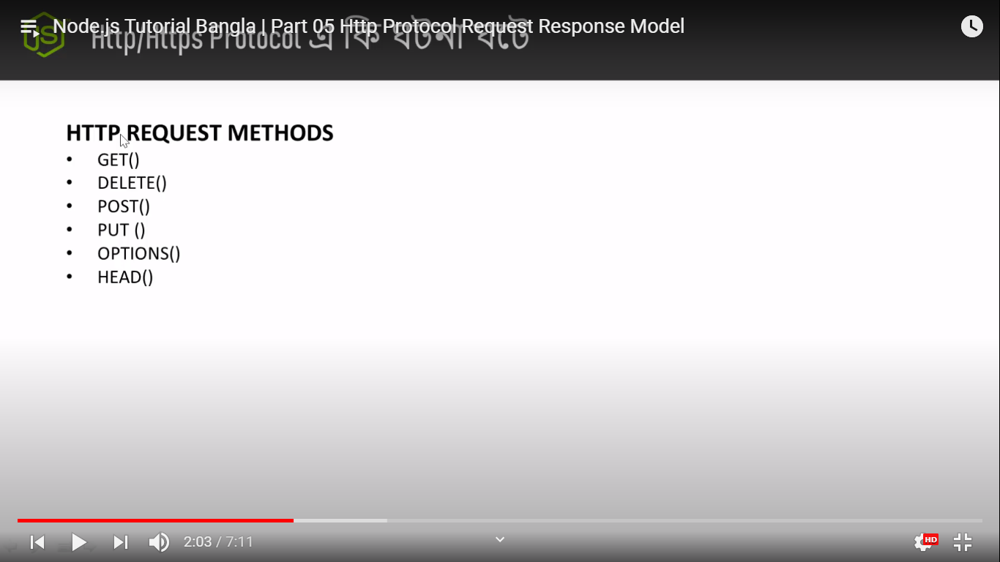 Node.js Tutorial Bangla | Part 05 Http Protocol Request Response Model
JS
Http/Https Protocol এ কি ঘটনা ঘটে
HTTP REQUEST METHODS
• GET()
• DELETE()
• POST()
• PUT ()
• OPTIONS()
• HEAD()
2:03 / 7:11
HD